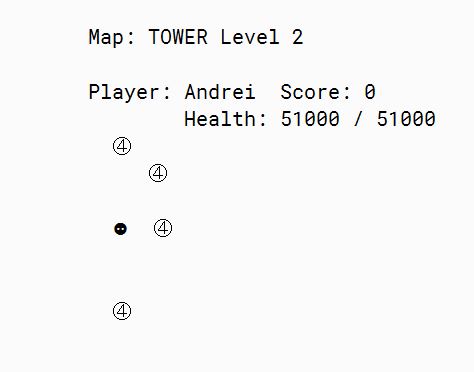 Map: TOWER Level 2
Player: Andrei Score: 0
Health: 51000 / 51000
④
④
⚉ ④
④